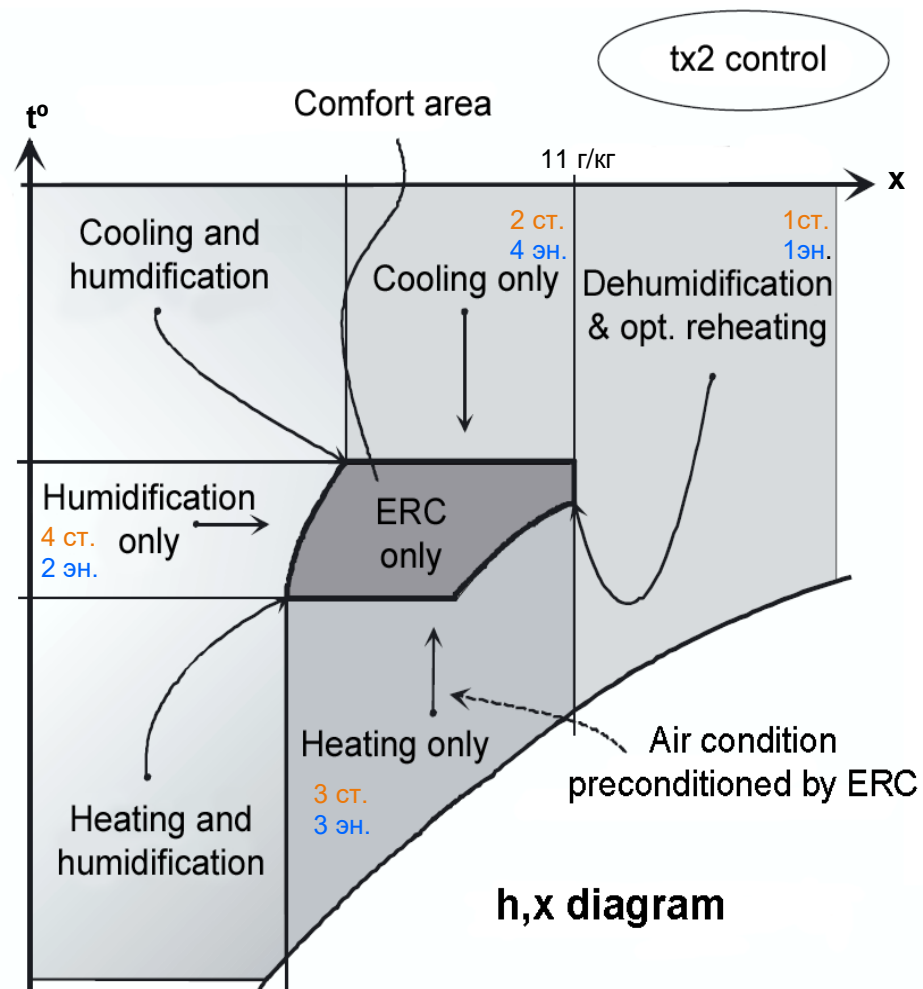 tx2 control
Comfort area
tº
11 г/кг
x
Cooling and
humdification
2 ст.
4 эн.
Cooling only
1ст.
1эн.
Dehumidification
& opt. reheating
Humidification
only
4 ст.
2 эн.
ERC
only
Heating only
3 ст.
3 эн.
Air condition
preconditioned by ERC
Heating and
humidification
h,x diagram